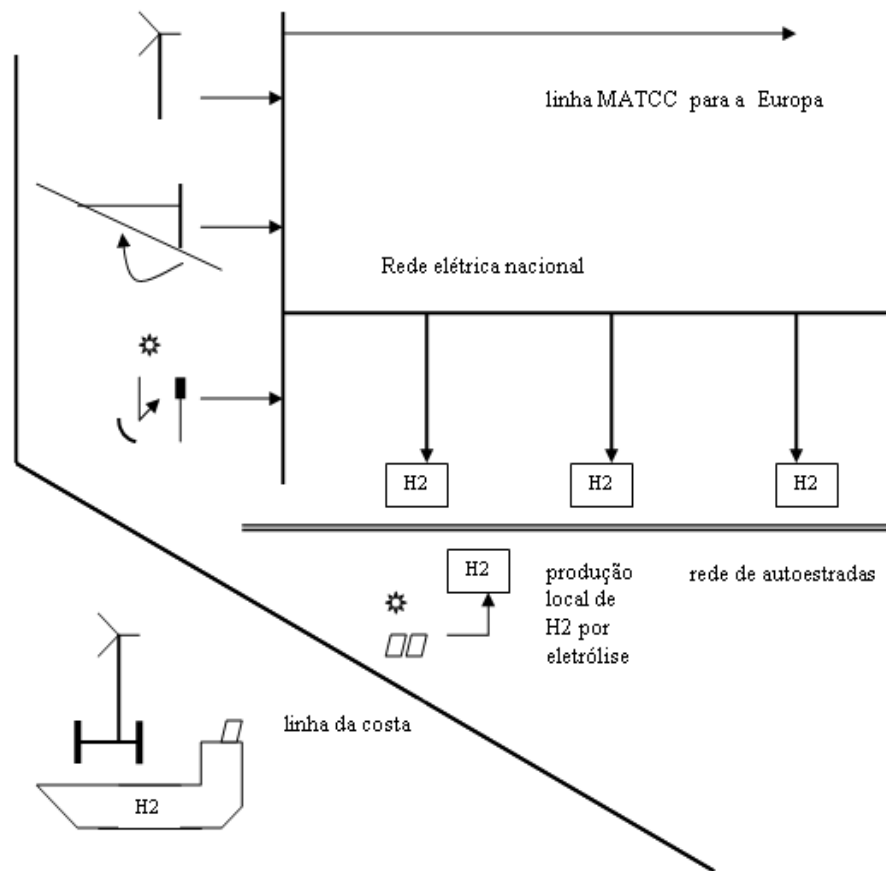 linha MATCC para a Europa
Rede elétrica nacional
H2
H2
H2
H2
produção
local de
H2 por
eletrólise
rede de autoestradas
linha da costa
H2